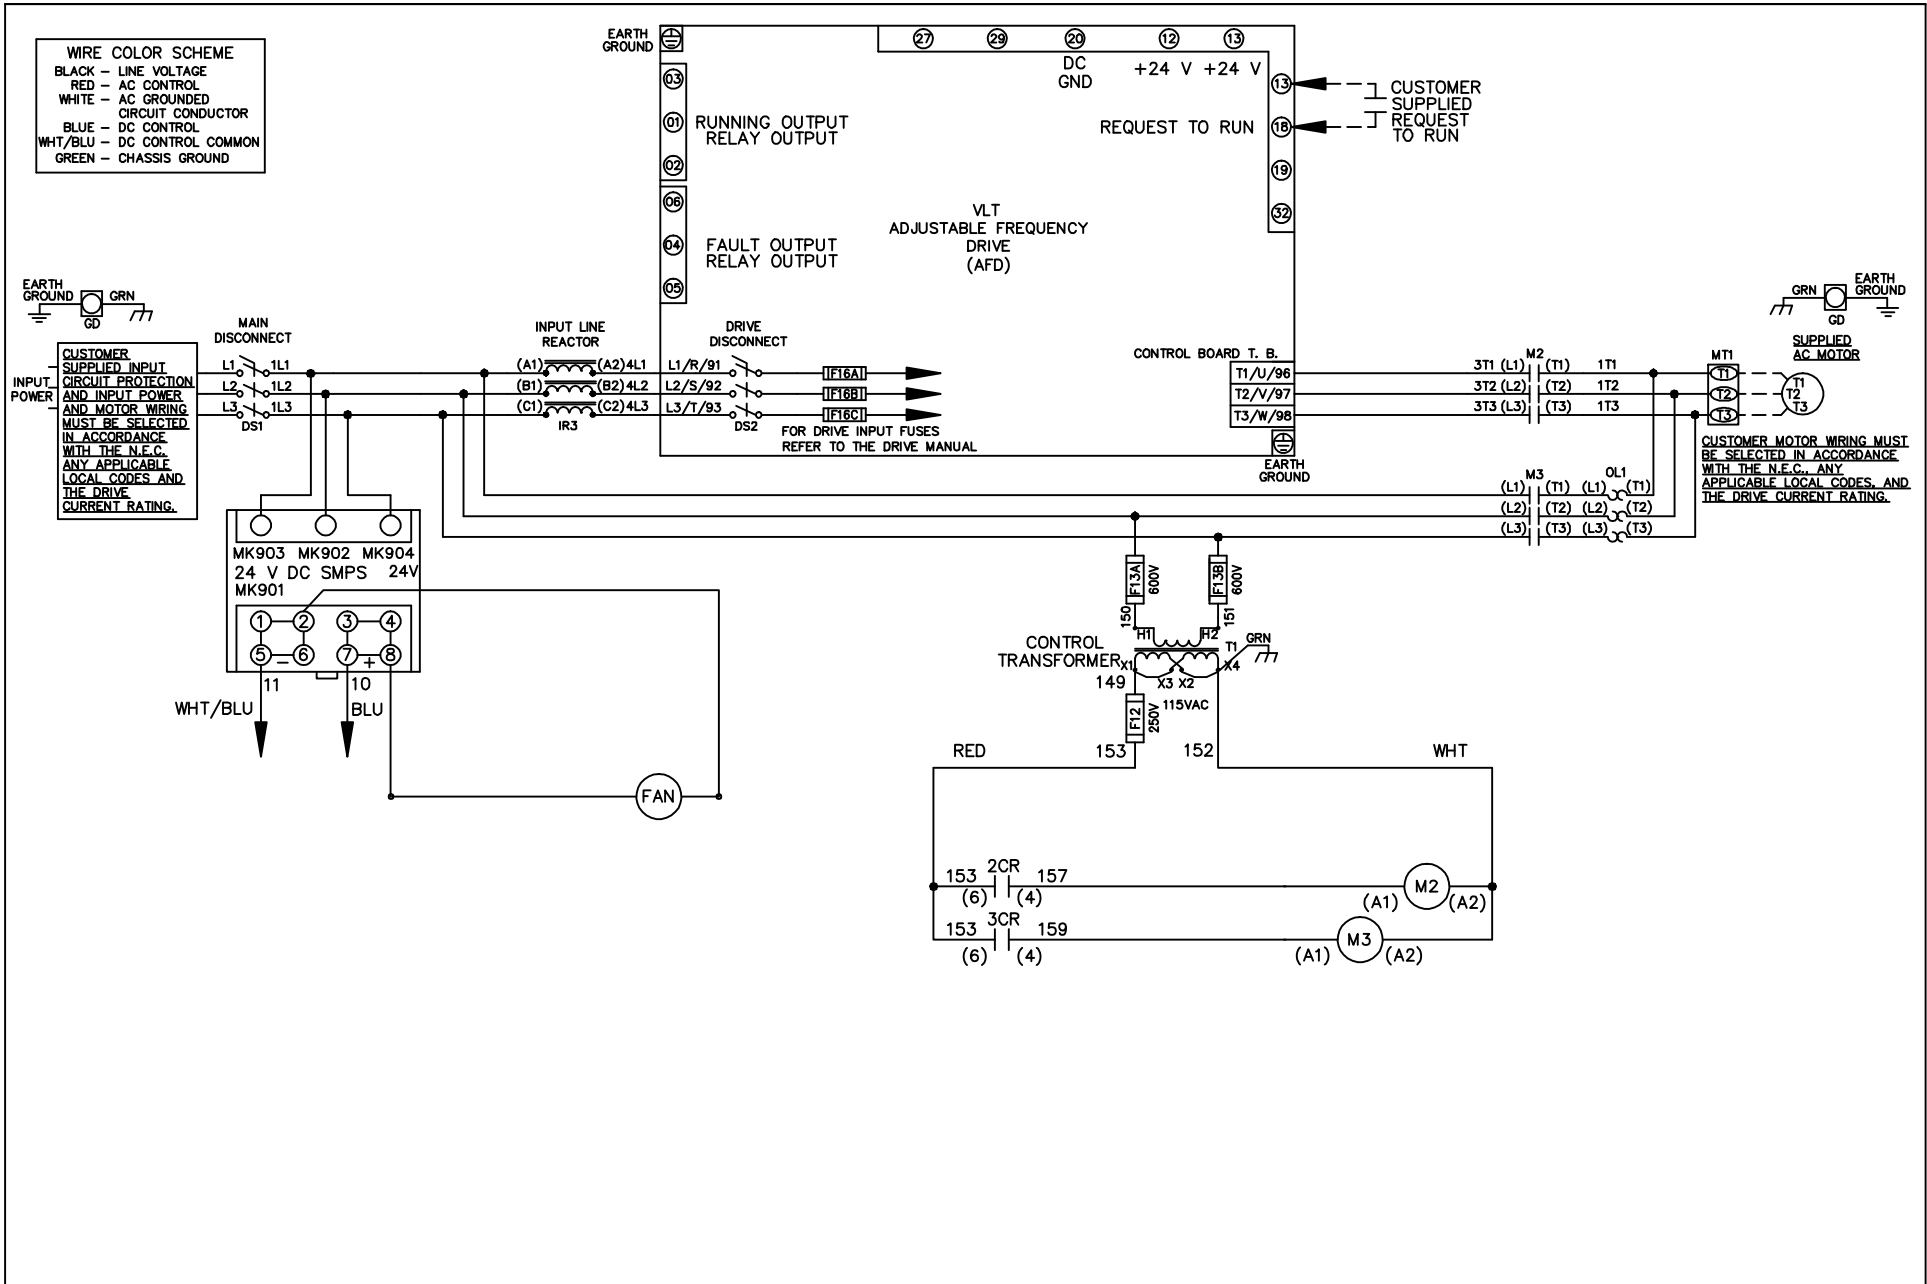 WIRE COLOR SCHEME
BLACK – LINE VOLTAGE
RED – AC CONTROL
WHITE – AC GROUNDED
CIRCUIT CONDUCTOR
BLUE – DC CONTROL
WHT/BLU – DC CONTROL COMMON
GREEN – CHASSIS GROUND
EARTH
GROUND
03
01
02
RUNNING OUTPUT
RELAY OUTPUT
06
04
05
FAULT OUTPUT
RELAY OUTPUT
27 29 20 12 13
DC
GND
+24 V +24 V
13
REQUEST TO RUN 18
19
32
CUSTOMER
SUPPLIED
REQUEST
TO RUN
VLT
ADJUSTABLE FREQUENCY
DRIVE
(AFD)
EARTH
GROUND
GRN
GD
INPUT
POWER
CUSTOMER
SUPPLIED INPUT
CIRCUIT PROTECTION
AND INPUT POWER
AND MOTOR WIRING
MUST BE SELECTED
IN ACCORDANCE
WITH THE N.E.C.
ANY APPLICABLE
LOCAL CODES AND
THE DRIVE
CURRENT RATING.
MAIN
DISCONNECT
L1 1L1
L2 1L2
L3 1L3
DS1
INPUT LINE
REACTOR
(A1) (A2) 4L1
(B1) (B2) 4L2
(C1) (C2) 4L3
IR3
DRIVE
DISCONNECT
L1/R/91
L2/S/92
L3/T/93
DS2
F16A
F16B
F16C
FOR DRIVE INPUT FUSES
REFER TO THE DRIVE MANUAL
CONTROL BOARD T. B.
T1/U/96
T2/V/97
T3/W/98
EARTH
GROUND
M2
3T1 (L1) (T1) 1T1
3T2 (L2) (T2) 1T2
3T3 (L3) (T3) 1T3
MT1
T1
T2
T3
GRN
GD
EARTH
GROUND
SUPPLIED
AC MOTOR
T1
T2
T3
CUSTOMER MOTOR WIRING MUST
BE SELECTED IN ACCORDANCE
WITH THE N.E.C., ANY
APPLICABLE LOCAL CODES, AND
THE DRIVE CURRENT RATING.
M3 OL1
(L1) (T1) (L1) (T1)
(L2) (T2) (L2) (T2)
(L3) (T3) (L3) (T3)
MK903 MK902 MK904
24 V DC SMPS 24V
MK901
1 2 3 4
5 – 6 7 + 8
11 10
WHT/BLU BLU
FAN
F13A
600V
F13B
600V
150
151
H1 H2
CONTROL
TRANSFORMER
T1
GRN
X1 X4
X3 X2
149
F12
250V
115VAC
RED 153 152 WHT
2CR
153 157
(6) (4)
M2
(A1) (A2)
3CR
153 159
(6) (4)
M3
(A1) (A2)